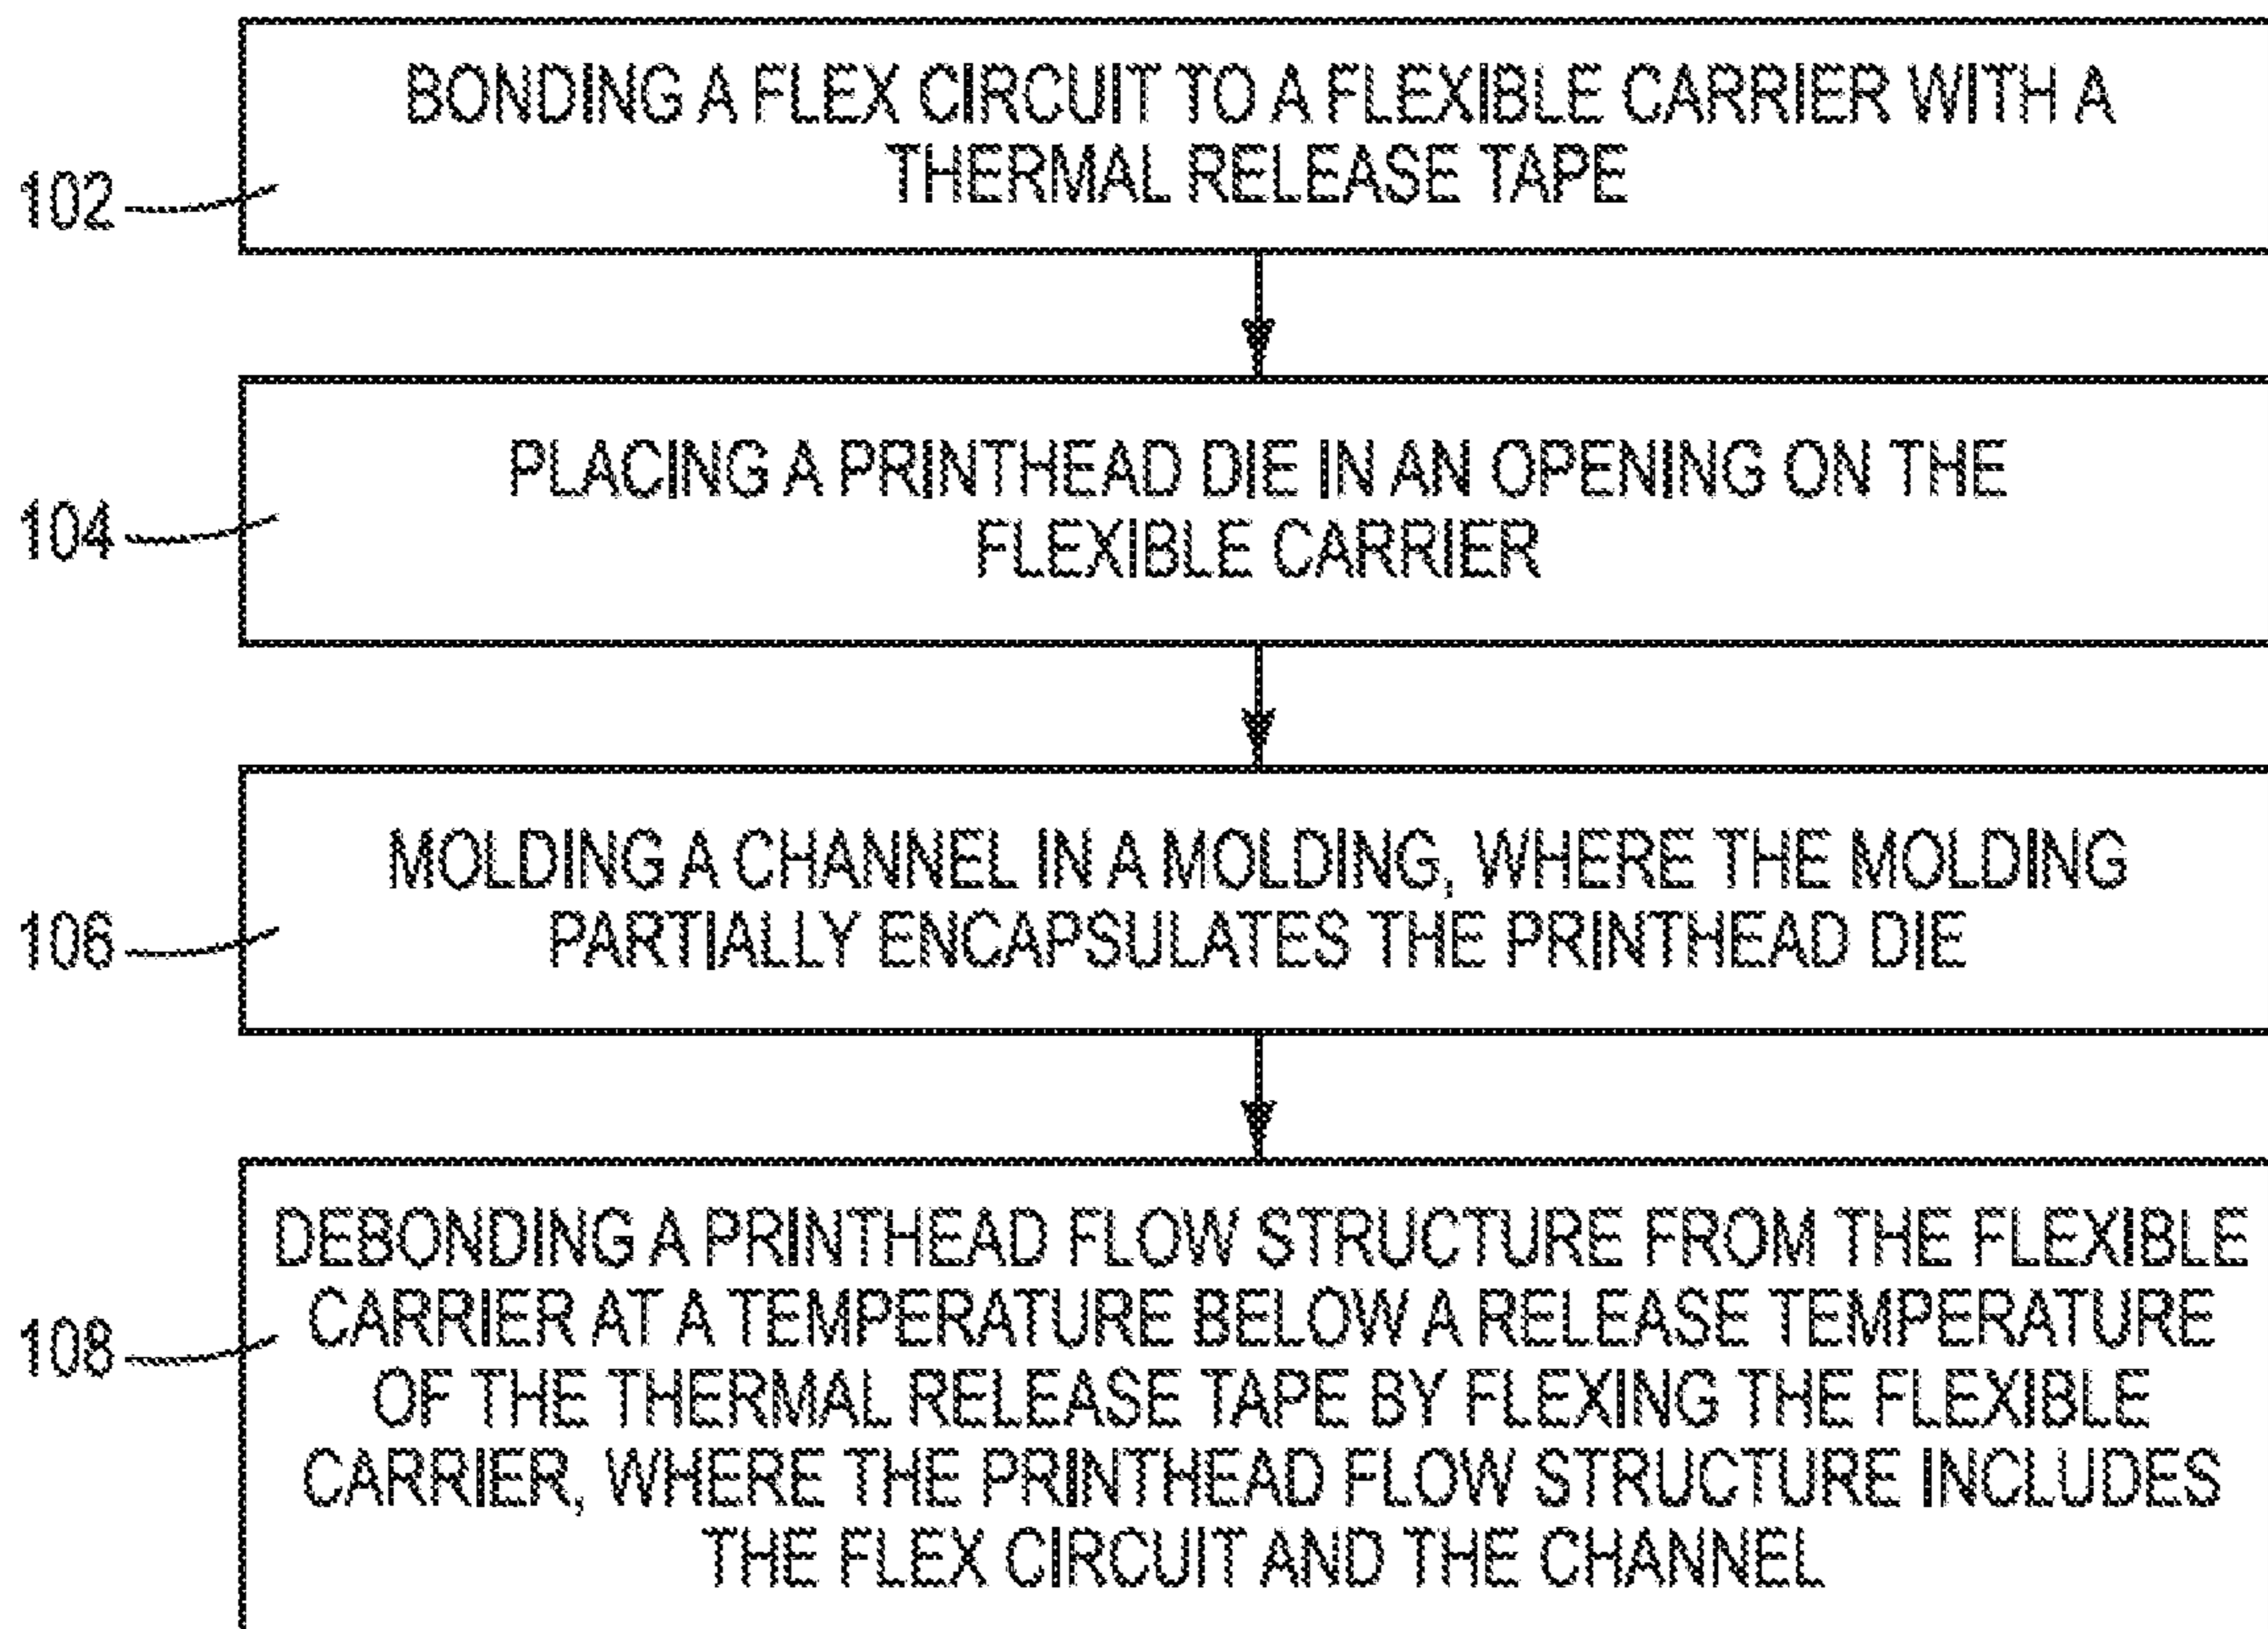 BONDING A FLEX CIRCUIT TO A FLEXIBLE CARRIER WITH A
THERMAL RELEASE TAPE
102
PLACING A PRINTHEAD DIE IN AN OPENING ON THE
FLEXIBLE CARRIER
104
MOLDING A CHANNEL IN A MOLDING, WHERE THE MOLDING
PARTIALLY ENCAPSULATES THE PRINTHEAD DIE
106
DEBONDING A PRINTHEAD FLOW STRUCTURE FROM THE FLEXIBLE
CARRIER AT A TEMPERATURE BELOW A RELEASE TEMPERATURE
OF THE THERMAL RELEASE TAPE BY FLEXING THE FLEXIBLE
CARRIER, WHERE THE PRINTHEAD FLOW STRUCTURE INCLUDES
THE FLEX CIRCUIT AND THE CHANNEL
108